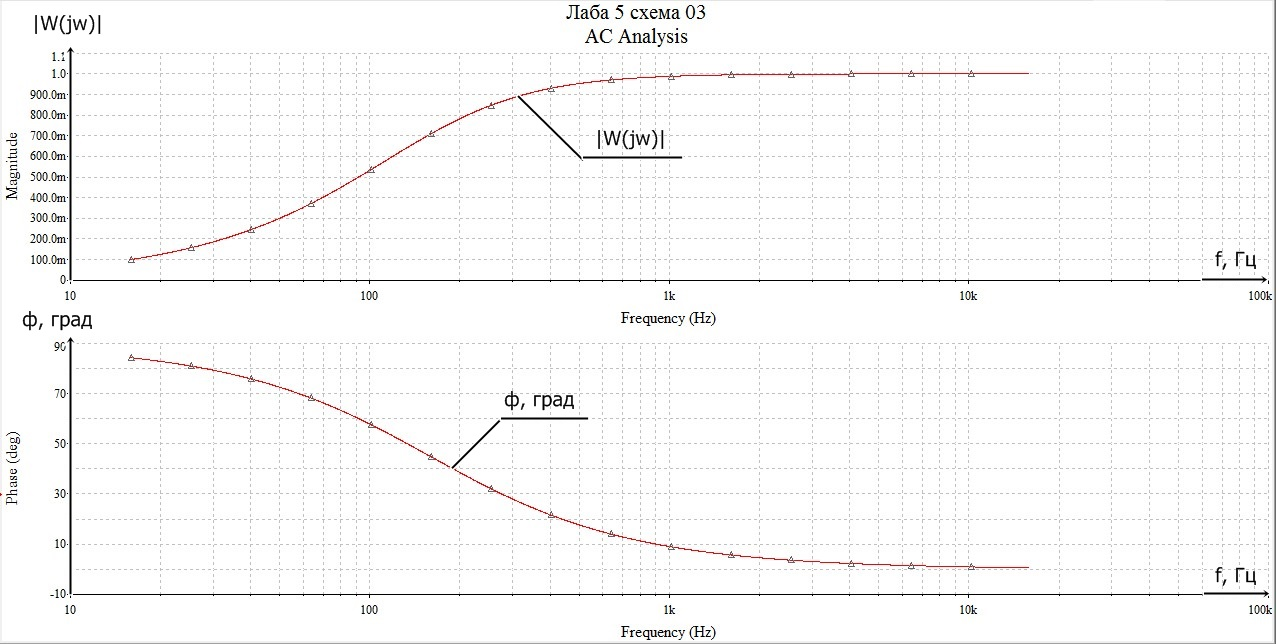 Лаба 5 схема 03
AC Analysis
|W(jw)|
1.1
1.0
900.0m
800.0m
700.0m
600.0m
500.0m
400.0m
300.0m
200.0m
100.0m
0
Magnitude
|W(jw)|
f, Гц
10 100 1k 10k 100k
Frequency (Hz)
ф, град
90
70
50
30
10
-10
Phase (deg)
ф, град
f, Гц
10 100 1k 10k 100k
Frequency (Hz)